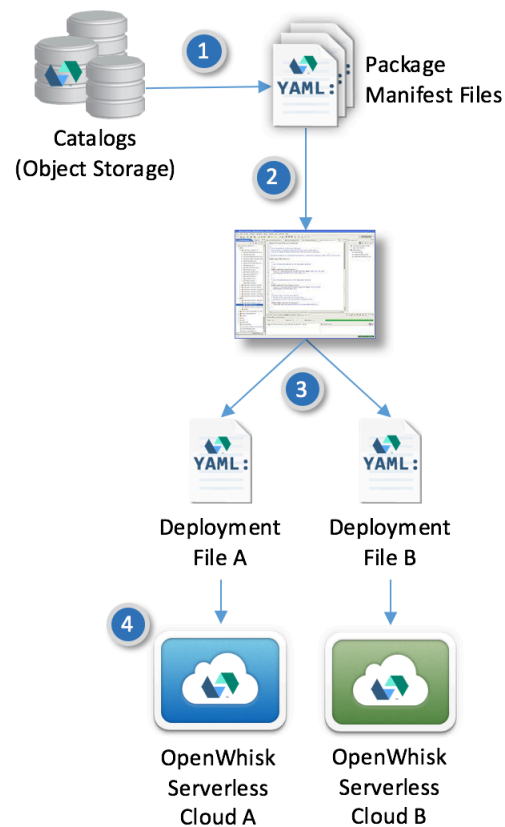 1
YAML:
Package
Manifest Files
Catalogs
(Object Storage)
2
3
YAML:
YAML:
Deployment
File A
Deployment
File B
4
OpenWhisk
Serverless
Cloud A
OpenWhisk
Serverless
Cloud B